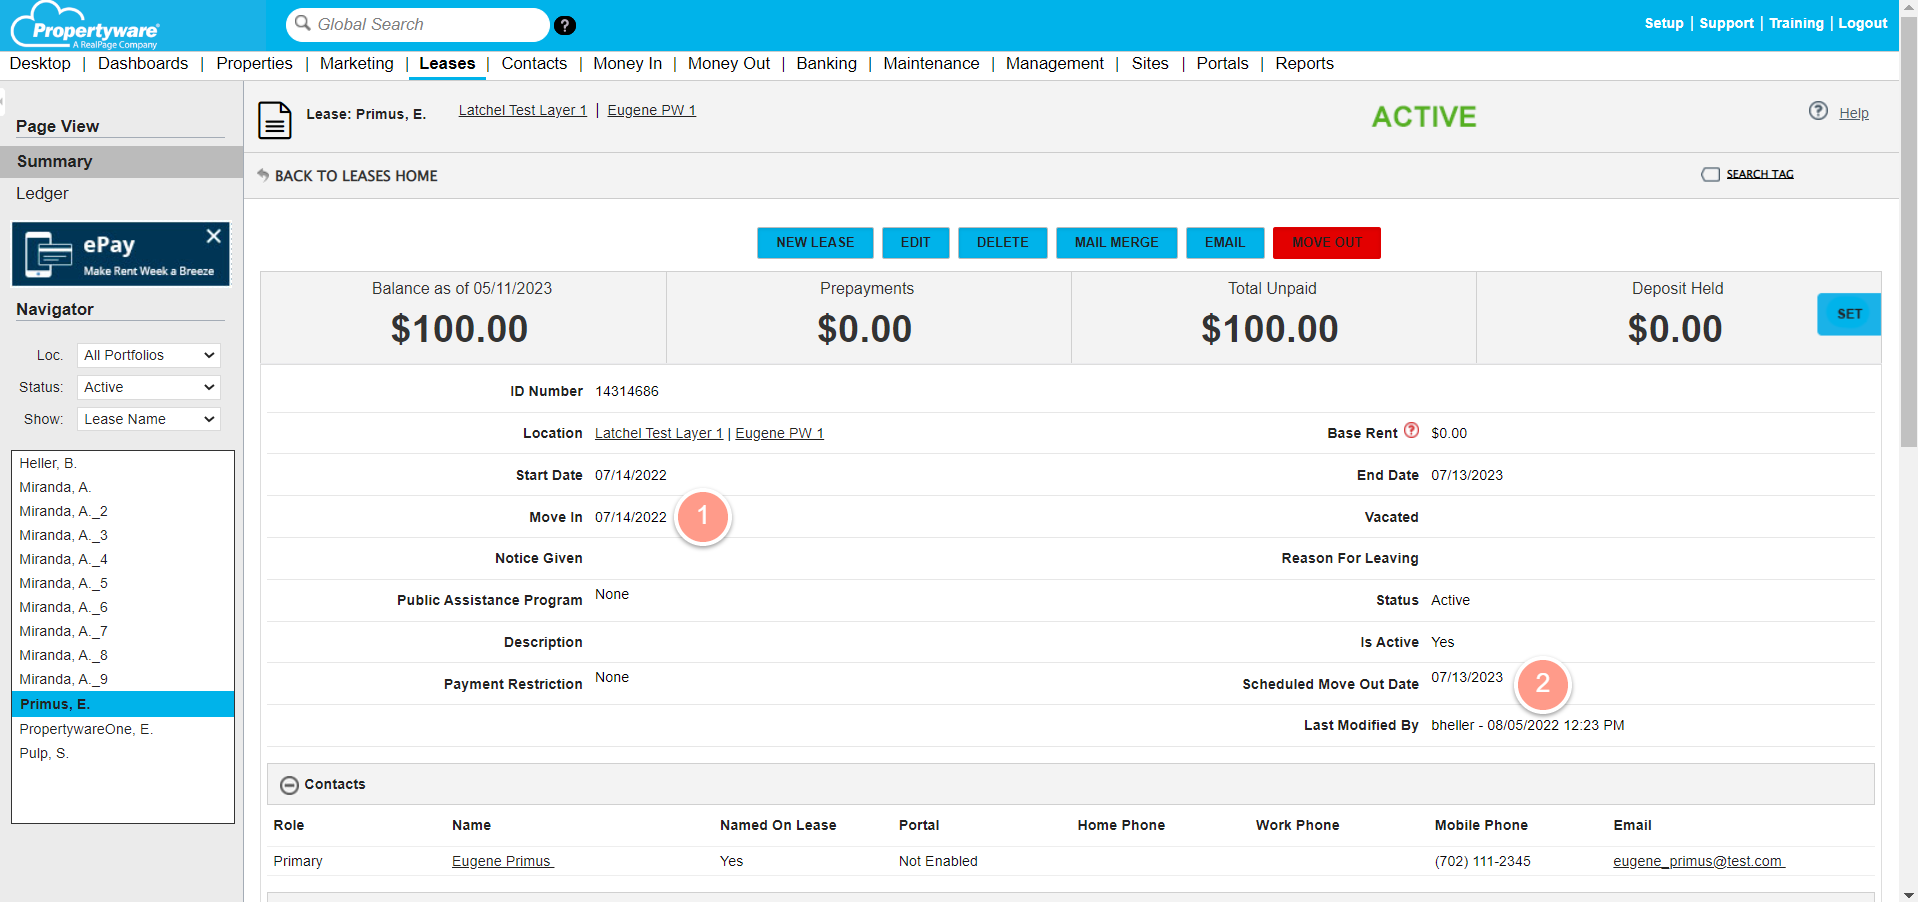 Propertyware
A RealPage Company
Global Search
?
Setup | Support | Training | Logout
Desktop | Dashboards | Properties | Marketing | Leases | Contacts | Money In | Money Out | Banking | Maintenance | Management | Sites | Portals | Reports
Page View
Summary
Ledger
ePay
Make Rent Week a Breeze
Navigator
Loc. All Portfolios
Status: Active
Show: Lease Name
Heller, B.
Miranda, A.
Miranda, A._2
Miranda, A._3
Miranda, A._4
Miranda, A._5
Miranda, A._6
Miranda, A._7
Miranda, A._8
Miranda, A._9
Primus, E.
PropertywareOne, E.
Pulp, S.
Lease: Primus, E. Latchel Test Layer 1 | Eugene PW 1
ACTIVE
? Help
BACK TO LEASES HOME
SEARCH TAG
NEW LEASE EDIT DELETE MAIL MERGE EMAIL MOVE OUT
Balance as of 05/11/2023 Prepayments Total Unpaid Deposit Held
$100.00 $0.00 $100.00 $0.00 SET
ID Number 14314686
Location Latchel Test Layer 1 | Eugene PW 1 Base Rent ? $0.00
Start Date 07/14/2022 End Date 07/13/2023
Move In 07/14/2022 1 Vacated
Notice Given Reason For Leaving
Public Assistance Program None Status Active
Description Is Active Yes
Payment Restriction None Scheduled Move Out Date 07/13/2023 2
Last Modified By bheller - 08/05/2022 12:23 PM
Contacts
Role Name Named On Lease Portal Home Phone Work Phone Mobile Phone Email
Primary Eugene Primus Yes Not Enabled (702) 111-2345 eugene_primus@test.com